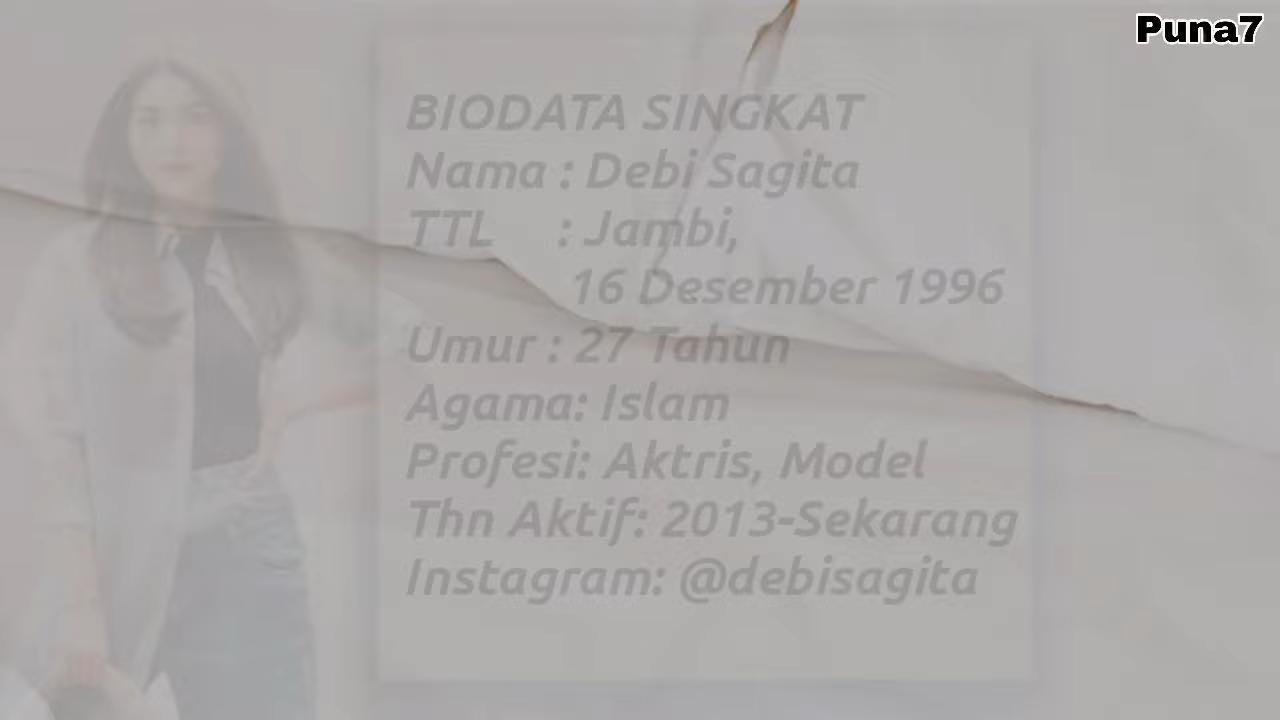 Puna7
BIODATA SINGKAT
Nama : Debi Sagita
TTL : Jambi,
16 Desember 1996
Umur : 27 Tahun
Agama: Islam
Profesi: Aktris, Model
Thn Aktif: 2013-Sekarang
Instagram: @debisagita